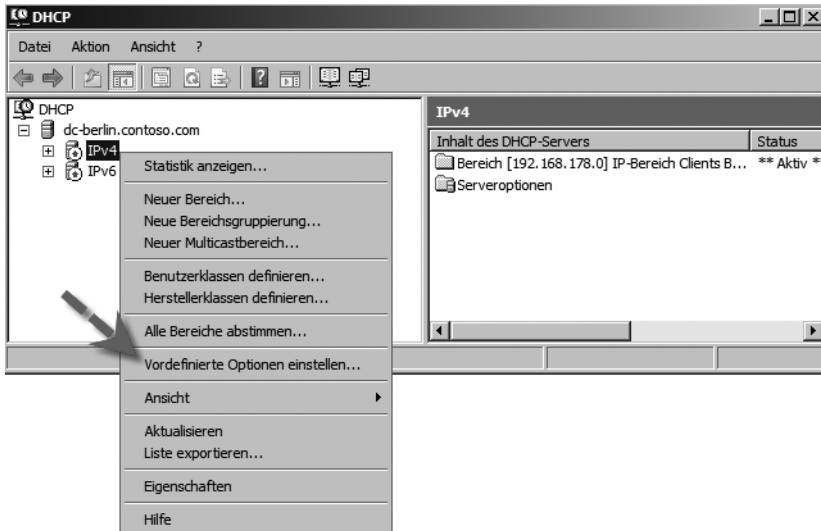 DHCP
Datei Aktion Ansicht ?
DHCP
dc-berlin.contoso.com
IPv4
IPv6
IPv4
Inhalt des DHCP-Servers Status
Bereich [192.168.178.0] IP-Bereich Clients B... ** Aktiv *
Serveroptionen
Statistik anzeigen...
Neuer Bereich...
Neue Bereichsgruppierung...
Neuer Multicastbereich...
Benutzerklassen definieren...
Herstellerklassen definieren...
Alle Bereiche abstimmen...
Vordefinierte Optionen einstellen...
Ansicht
Aktualisieren
Liste exportieren...
Eigenschaften
Hilfe